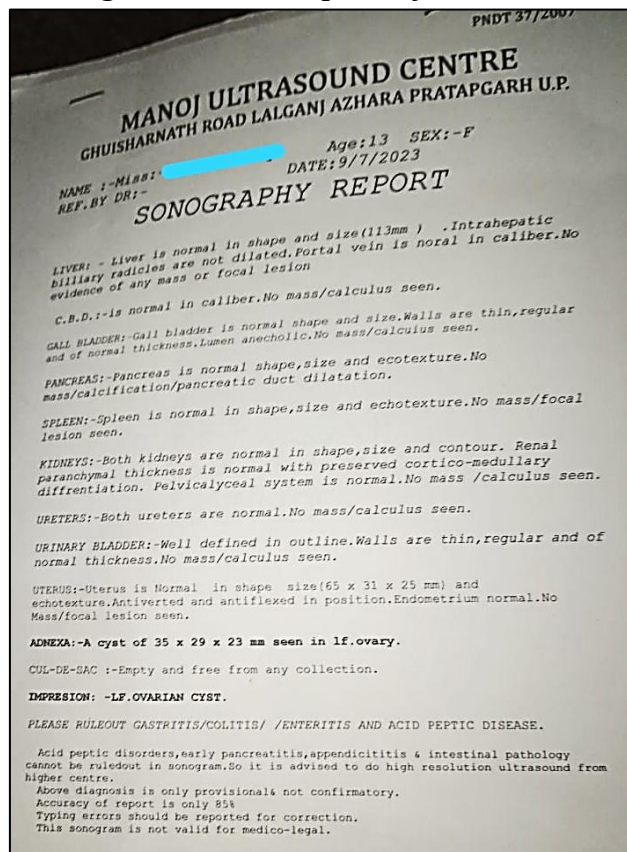 PNDT 37/2007
MANOJ ULTRASOUND CENTRE
GHUISHARNATH ROAD LALGANJ AZHARA PRATAPGARH U.P.
NAME :-Miss: Age:13 SEX:-F
REF.BY DR:- DATE:9/7/2023
SONOGRAPHY REPORT
LIVER: - Liver is normal in shape and size(113mm ) .Intrahepatic
billiary radicles are not dilated.Portal vein is noral in caliber.No
evidence of any mass or focal lesion
C.B.D.:-is normal in caliber.No mass/calculus seen.
GALL BLADDER:-Gall bladder is normal shape and size.Walls are thin,regular
and of normal thickness.Lumen anecholic.No mass/calcuius seen.
PANCREAS:-Pancreas is normal shape,size and ecotexture.No
mass/calcification/pancreatic duct dilatation.
SPLEEN:-Spleen is normal in shape,size and echotexture.No mass/focal
lesion seen.
KIDNEYS:-Both kidneys are normal in shape,size and contour. Renal
paranchymal thickness is normal with preserved cortico-medullary
diffrentiation. Pelvicalyceal system is normal.No mass /calculus seen.
URETERS:-Both ureters are normal.No mass/calculus seen.
URINARY BLADDER:-Well defined in outline.Walls are thin,regular and of
normal thickness.No mass/calculus seen.
UTERUS:-Uterus is Normal in shape size(65 x 31 x 25 mm) and
echotexture.Antiverted and antiflexed in position.Endometrium normal.No
Mass/focal lesion seen.
ADNEXA:-A cyst of 35 x 29 x 23 mm seen in lf.ovary.
CUL-DE-SAC :-Empty and free from any collection.
IMPRESION: -LF.OVARIAN CYST.
PLEASE RULEOUT GASTRITIS/COLITIS/ /ENTERITIS AND ACID PEPTIC DISEASE.
Acid peptic disorders,early pancreatitis,appendicititis & intestinal pathology
cannot be ruledout in sonogram.So it is advised to do high resolution ultrasound from
higher centre.
Above diagnosis is only provisional& not confirmatory.
Accuracy of report is only 85%
Typing errors should be reported for correction.
This sonogram is not valid for medico-legal.